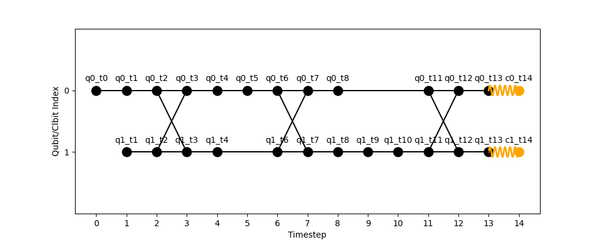 q0_t0 q0_t1 q0_t2 q0_t3 q0_t4 q0_t5 q0_t6 q0_t7 q0_t8 q0_t11 q0_t12 q0_t13 c0_t14
0
q1_t1 q1_t2 q1_t3 q1_t4 q1_t6 q1_t7 q1_t8 q1_t9 q1_t10 q1_t11 q1_t12 q1_t13 c1_t14
1
Qubit/Clbit Index
0 1 2 3 4 5 6 7 8 9 10 11 12 13 14
Timestep